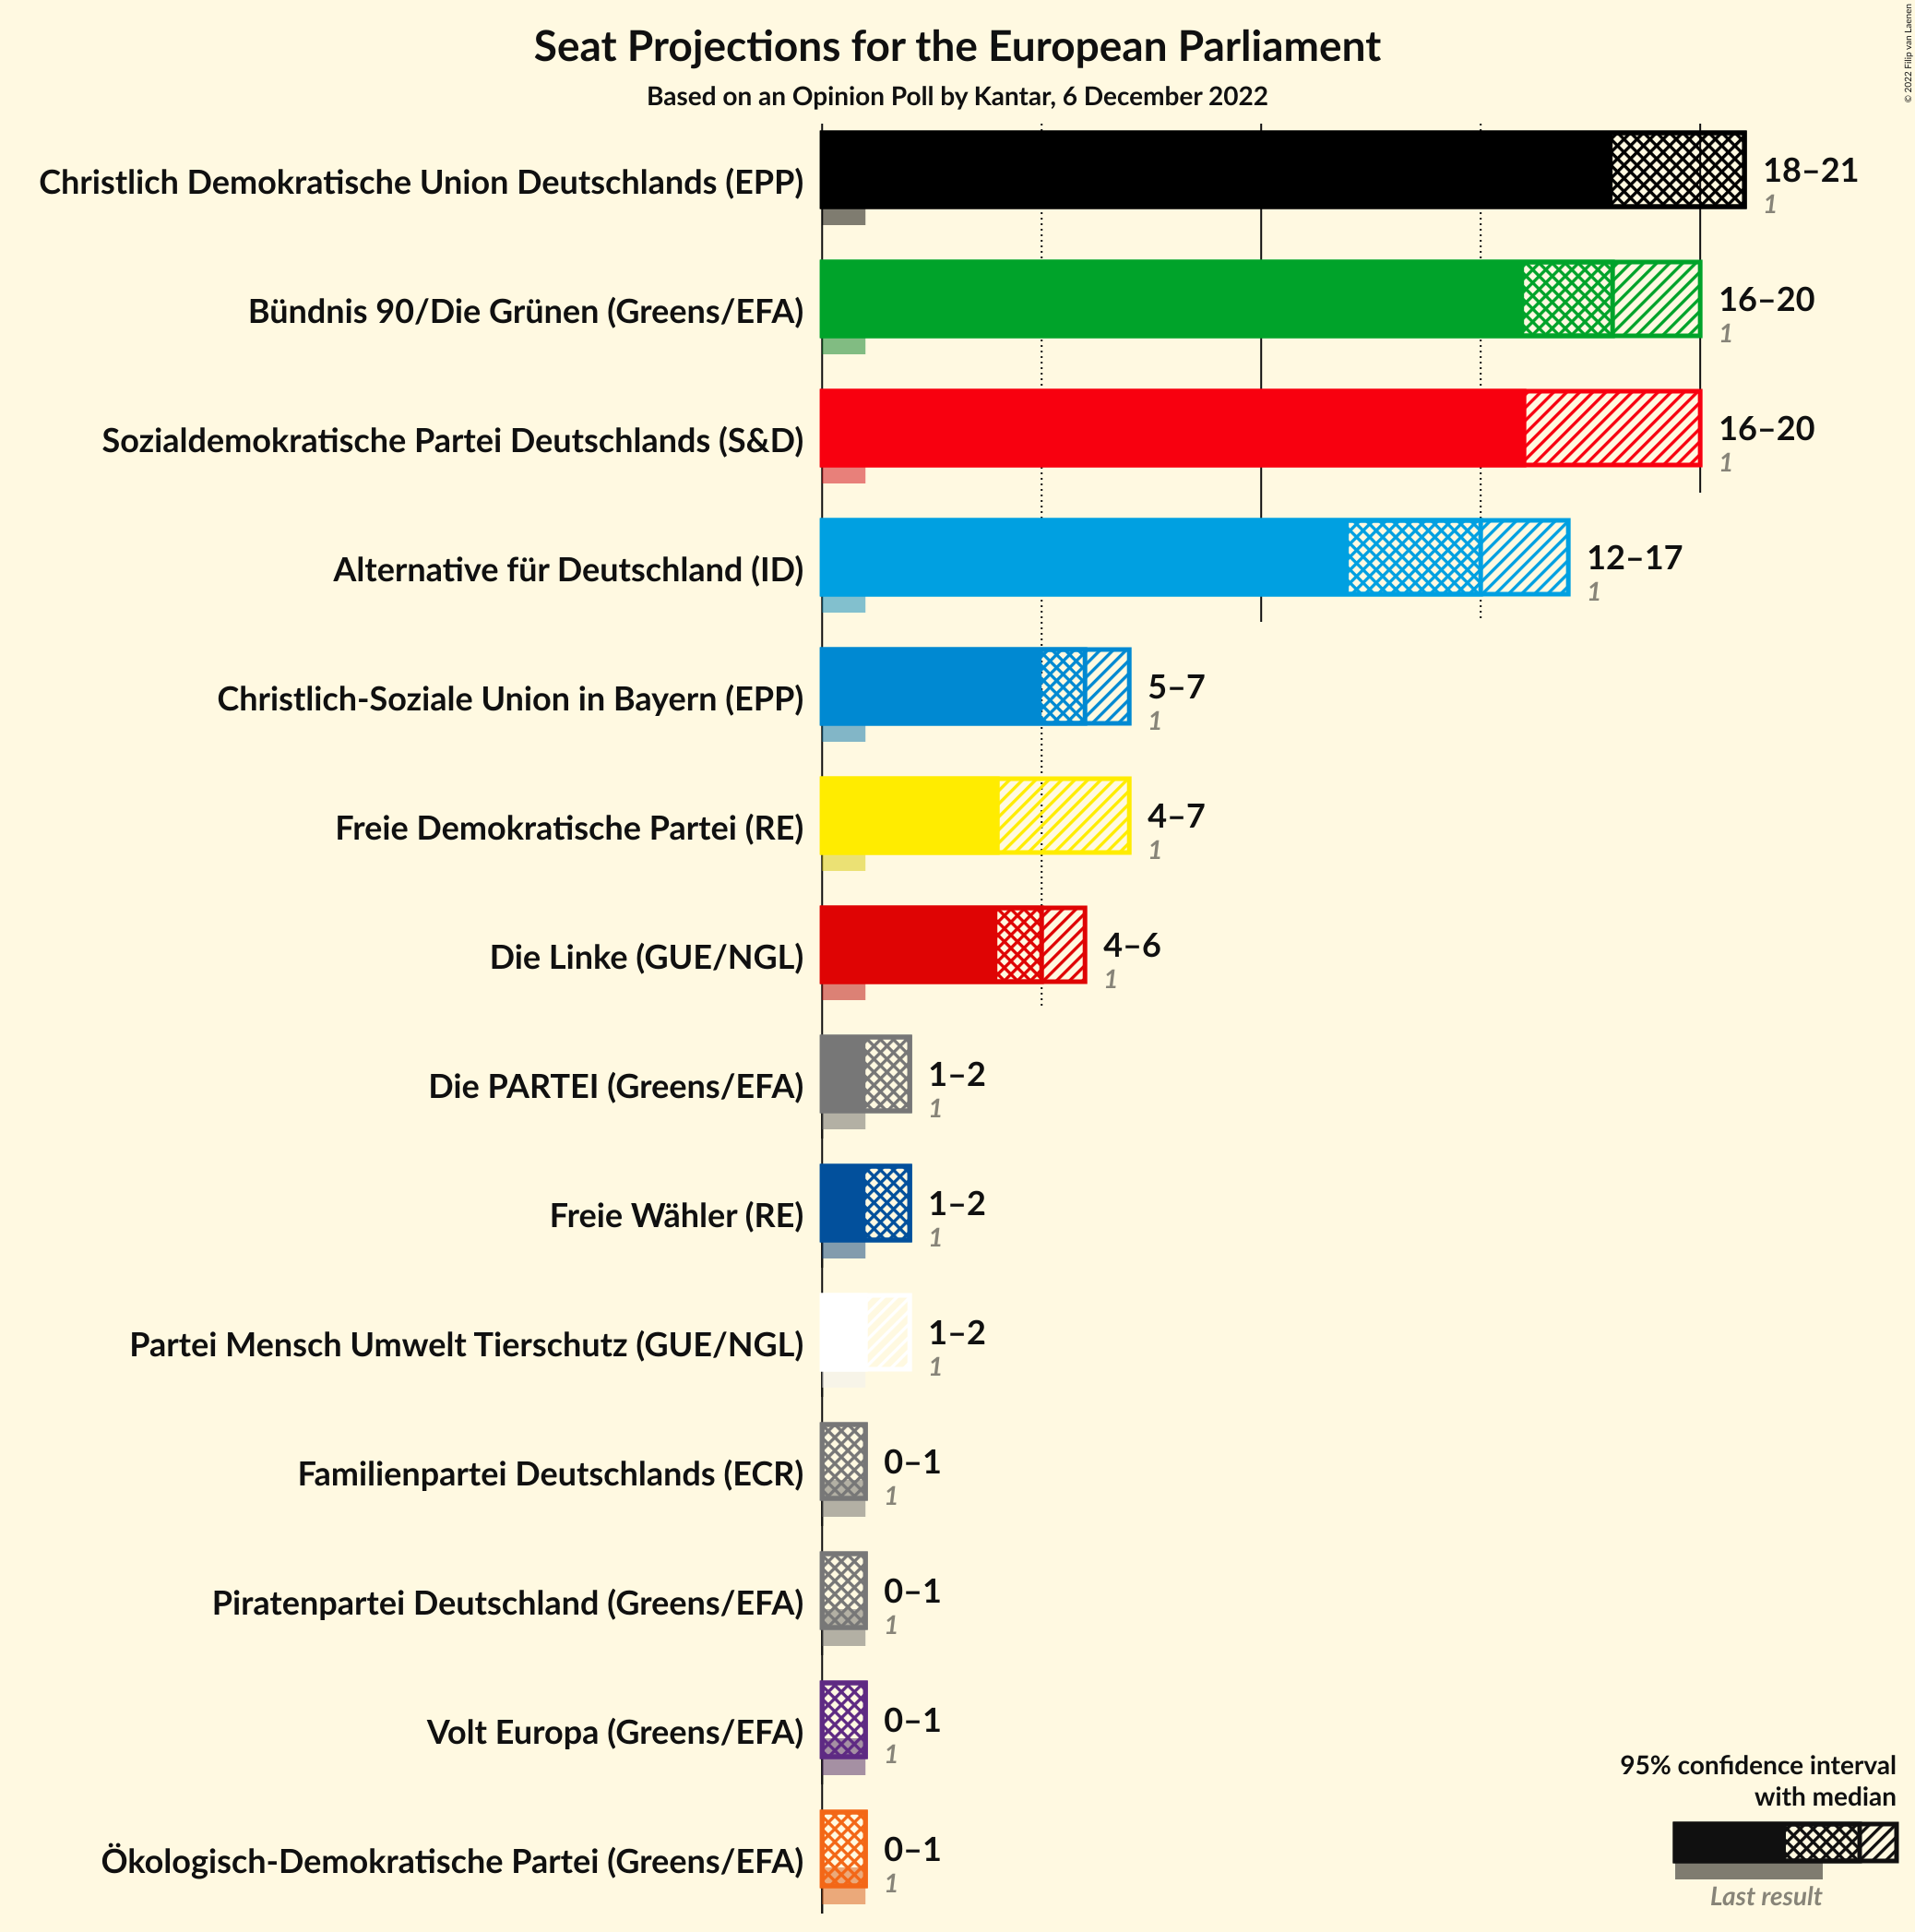 Seat Projections for the European Parliament
Based on an Opinion Poll by Kantar, 6 December 2022
© 2022 Filip van Laenen
Christlich Demokratische Union Deutschlands (EPP)
18–21
1
Bündnis 90/Die Grünen (Greens/EFA)
16–20
1
Sozialdemokratische Partei Deutschlands (S&D)
16–20
1
Alternative für Deutschland (ID)
12–17
1
Christlich-Soziale Union in Bayern (EPP)
5–7
1
Freie Demokratische Partei (RE)
4–7
1
Die Linke (GUE/NGL)
4–6
1
Die PARTEI (Greens/EFA)
1–2
1
Freie Wähler (RE)
1–2
1
Partei Mensch Umwelt Tierschutz (GUE/NGL)
1–2
1
Familienpartei Deutschlands (ECR)
0–1
1
Piratenpartei Deutschland (Greens/EFA)
0–1
1
Volt Europa (Greens/EFA)
0–1
1
Ökologisch-Demokratische Partei (Greens/EFA)
0–1
1
95% confidence interval
with median
Last result